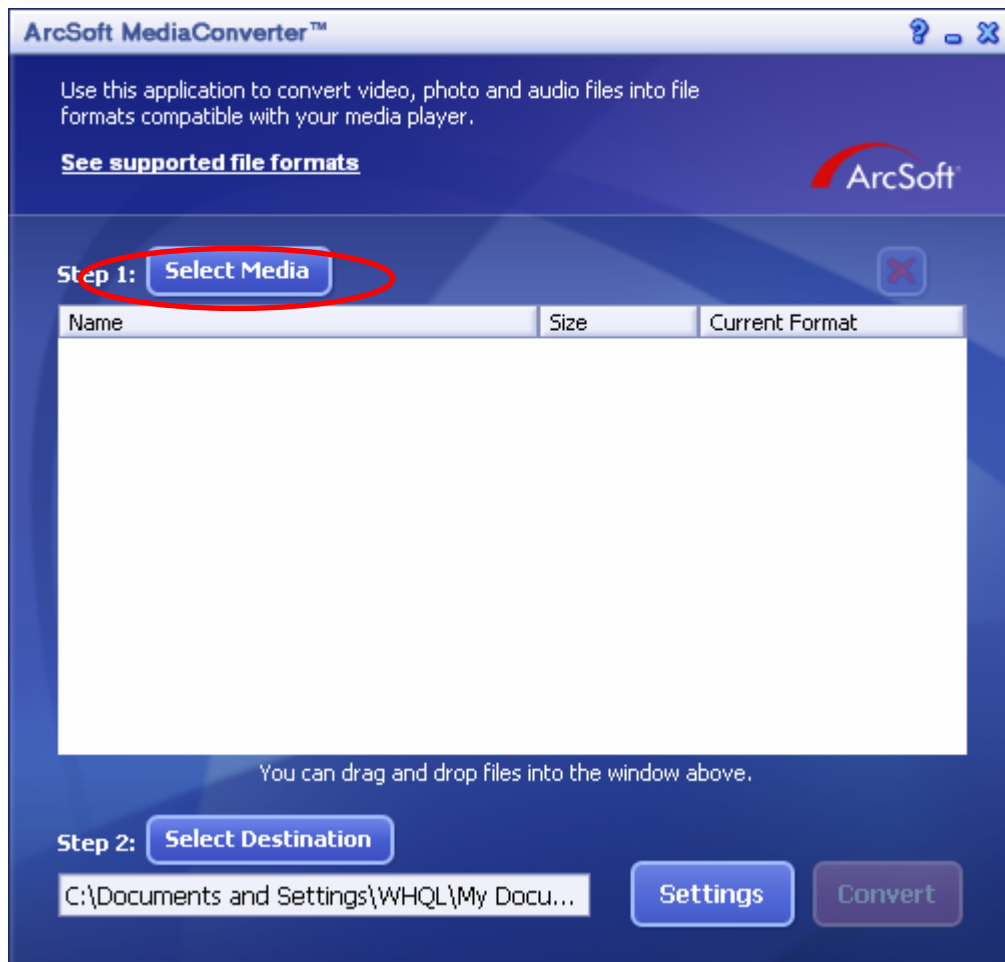 ArcSoft MediaConverter™
Use this application to convert video, photo and audio files into file
formats compatible with your media player.
See supported file formats
ArcSoft
Step 1: Select Media
Name Size Current Format
You can drag and drop files into the window above.
Step 2: Select Destination
C:\Documents and Settings\WHQL\My Docu...
Settings Convert